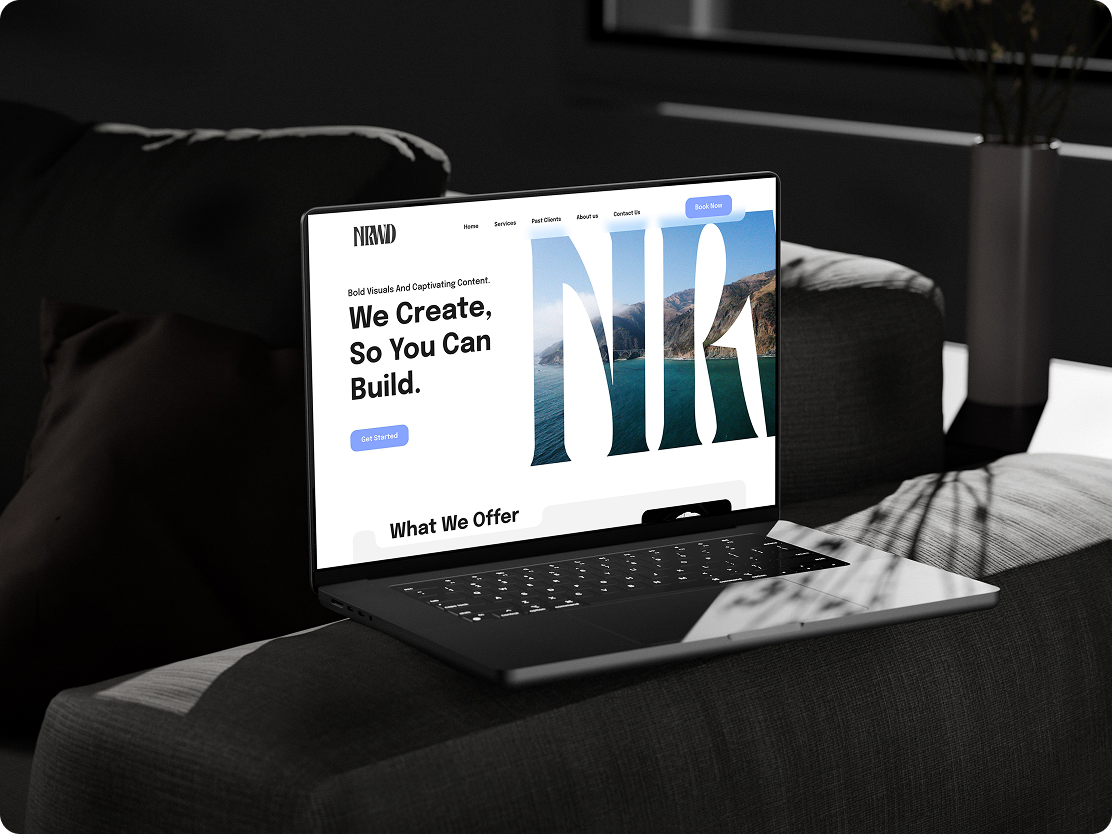 NRWD
Home
Services
Past Clients
About us
Contact Us
Book Now
Bold Visuals And Captivating Content.
We Create,
So You Can
Build.
Get Started
NR
What We Offer